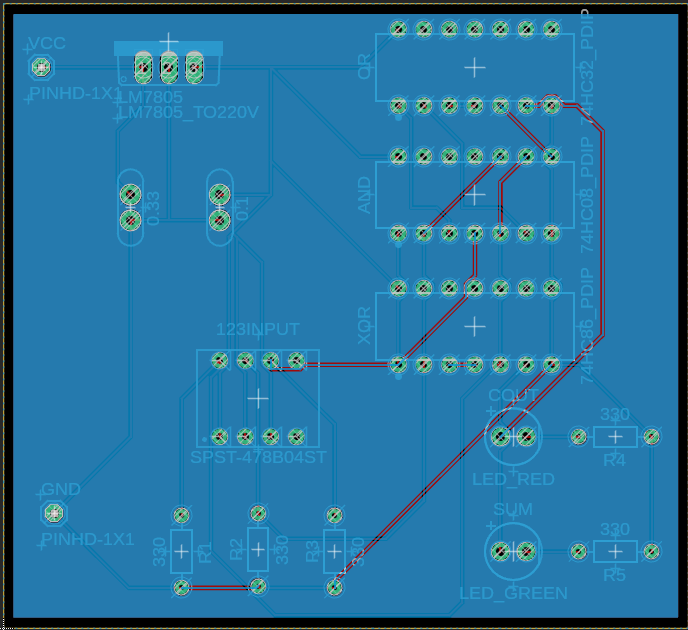 VCC
PINHD-1X1
LM7805
LM7805_TO220V
OR
74HC32_PDIP
0.33
0.1
AND
74HC08_PDIP
XOR
74HC86_PDIP
123INPUT
SPST-478B04ST
COUT
LED_RED
330
R4
GND
PINHD-1X1
330
R1
R2
330
R3
330
SUM
LED_GREEN
330
R5